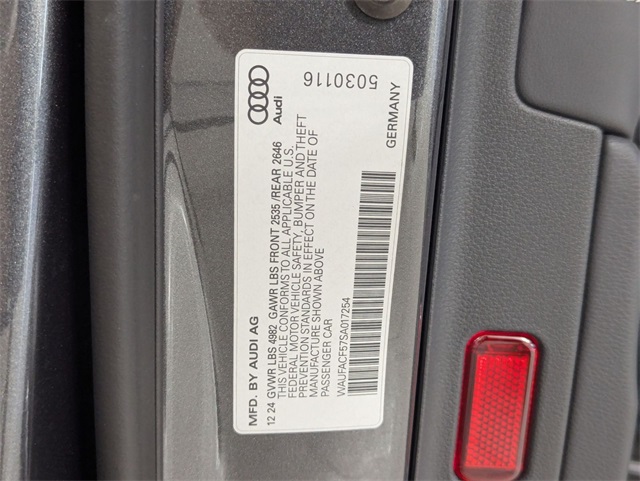 Audi
5030116
MFD. BY AUDI AG
GERMANY
12.24 GVWR LBS 4982 GAWR LBS FRONT 2535 /REAR 2646
THIS VEHICLE CONFORMS TO ALL APPLICABLE U.S.
FEDERAL MOTOR VEHICLE SAFETY, BUMPER AND THEFT
PREVENTION STANDARDS IN EFFECT ON THE DATE OF
MANUFACTURE SHOWN ABOVE
PASSENGER CAR
WAUFACF57SA017254